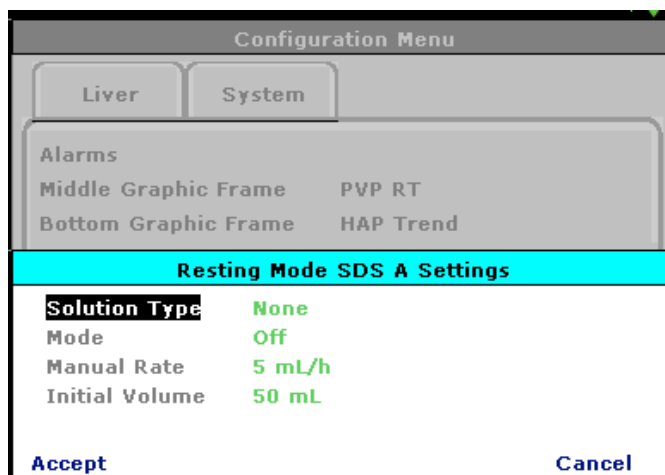 Configuration Menu
Liver System
Alarms
Middle Graphic Frame PVP RT
Bottom Graphic Frame HAP Trend
Resting Mode SDS A Settings
Solution Type None
Mode Off
Manual Rate 5 mL/h
Initial Volume 50 mL
Accept Cancel